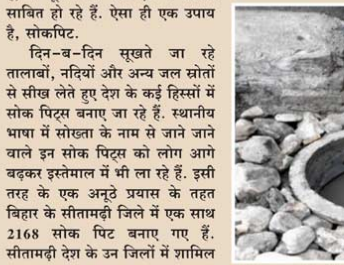 साबित हो रहे हैं. ऐसा ही एक उपाय
है, सोकपिट.
दिन-ब-दिन सूखते जा रहे
तालाबों, नदियों और अन्य जल स्रोतों
से सीख लेते हुए देश के कई हिस्सों में
सोक पिट्स बनाए जा रहे हैं. स्थानीय
भाषा में सोख्ता के नाम से जाने जाने
वाले इन सोक पिट्स को लोग आगे
बढ़कर इस्तेमाल में भी ला रहे हैं. इसी
तरह के एक अनूठे प्रयास के तहत
बिहार के सीतामढ़ी जिले में एक साथ
2168 सोक पिट बनाए गए हैं.
सीतामढ़ी देश के उन जिलों में शामिल